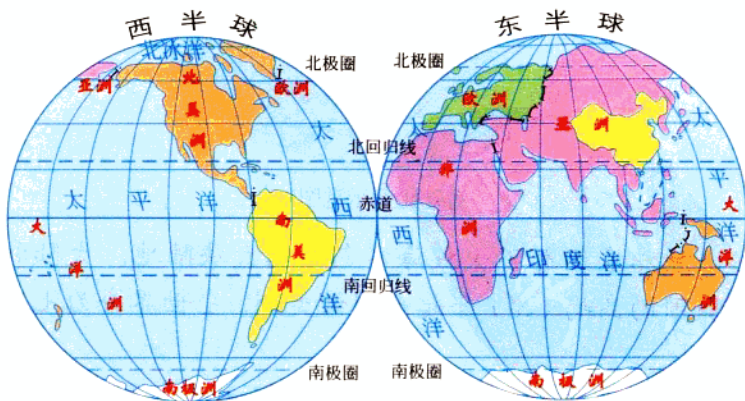 西半球
东半球
北冰洋
北极圈
北极圈
亚洲
北美洲
欧洲
欧洲
亚洲
太
太
北回归线
非洲
太平洋
西
赤道
平
大洋洲
南美洲
西
洋
大洋洲
印度洋
南回归线
洋
洋
南极圈
南极圈
南极洲
南极洲